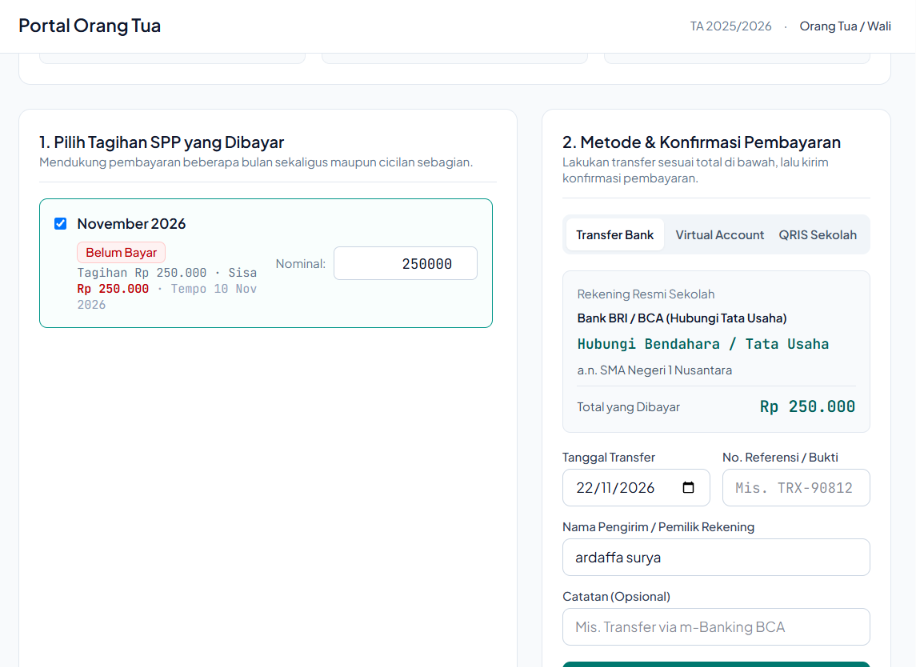 Portal Orang Tua
TA 2025/2026 · Orang Tua / Wali
1. Pilih Tagihan SPP yang Dibayar
Mendukung pembayaran beberapa bulan sekaligus maupun cicilan sebagian.
November 2026
Belum Bayar
Tagihan Rp 250.000 · Sisa
Rp 250.000 · Tempo 10 Nov
2026
Nominal:
250000
2. Metode & Konfirmasi Pembayaran
Lakukan transfer sesuai total di bawah, lalu kirim
konfirmasi pembayaran.
Transfer Bank
Virtual Account
QRIS Sekolah
Rekening Resmi Sekolah
Bank BRI / BCA (Hubungi Tata Usaha)
Hubungi Bendahara / Tata Usaha
a.n. SMA Negeri 1 Nusantara
Total yang Dibayar
Rp 250.000
Tanggal Transfer
22/11/2026
No. Referensi / Bukti
Mis. TRX-90812
Nama Pengirim / Pemilik Rekening
ardaffa surya
Catatan (Opsional)
Mis. Transfer via m-Banking BCA